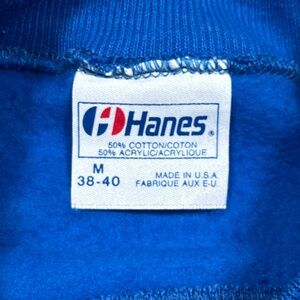 Hanes®
50% COTTON/COTON
50% ACRYLIC/ACRYLIQUE
M
38-40
MADE IN U.S.A.
FABRIQUE AUX E-U.